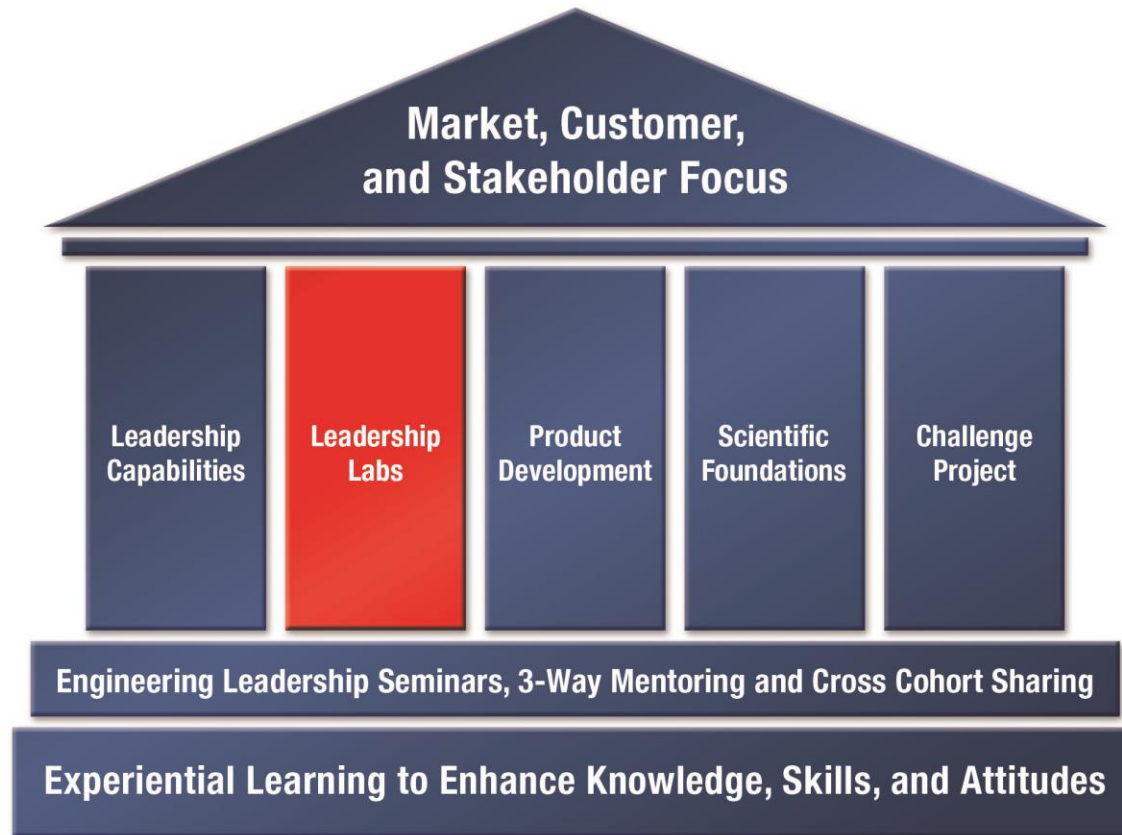 Market, Customer,
and Stakeholder Focus
Leadership
Capabilities
Leadership
Labs
Product
Development
Scientific
Foundations
Challenge
Project
Engineering Leadership Seminars, 3-Way Mentoring and Cross Cohort Sharing
Experiential Learning to Enhance Knowledge, Skills, and Attitudes